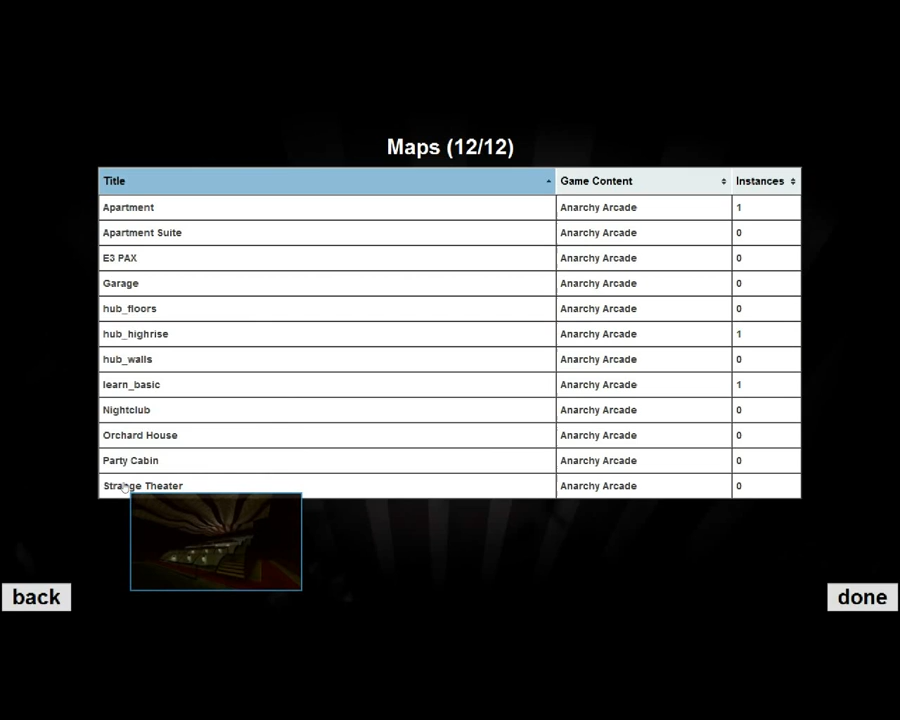 Maps (12/12)
Title Game Content Instances
Apartment Anarchy Arcade 1
Apartment Suite Anarchy Arcade 0
E3 PAX Anarchy Arcade 0
Garage Anarchy Arcade 0
hub_floors Anarchy Arcade 0
hub_highrise Anarchy Arcade 1
hub_walls Anarchy Arcade 0
learn_basic Anarchy Arcade 1
Nightclub Anarchy Arcade 0
Orchard House Anarchy Arcade 0
Party Cabin Anarchy Arcade 0
Strange Theater Anarchy Arcade 0
back done